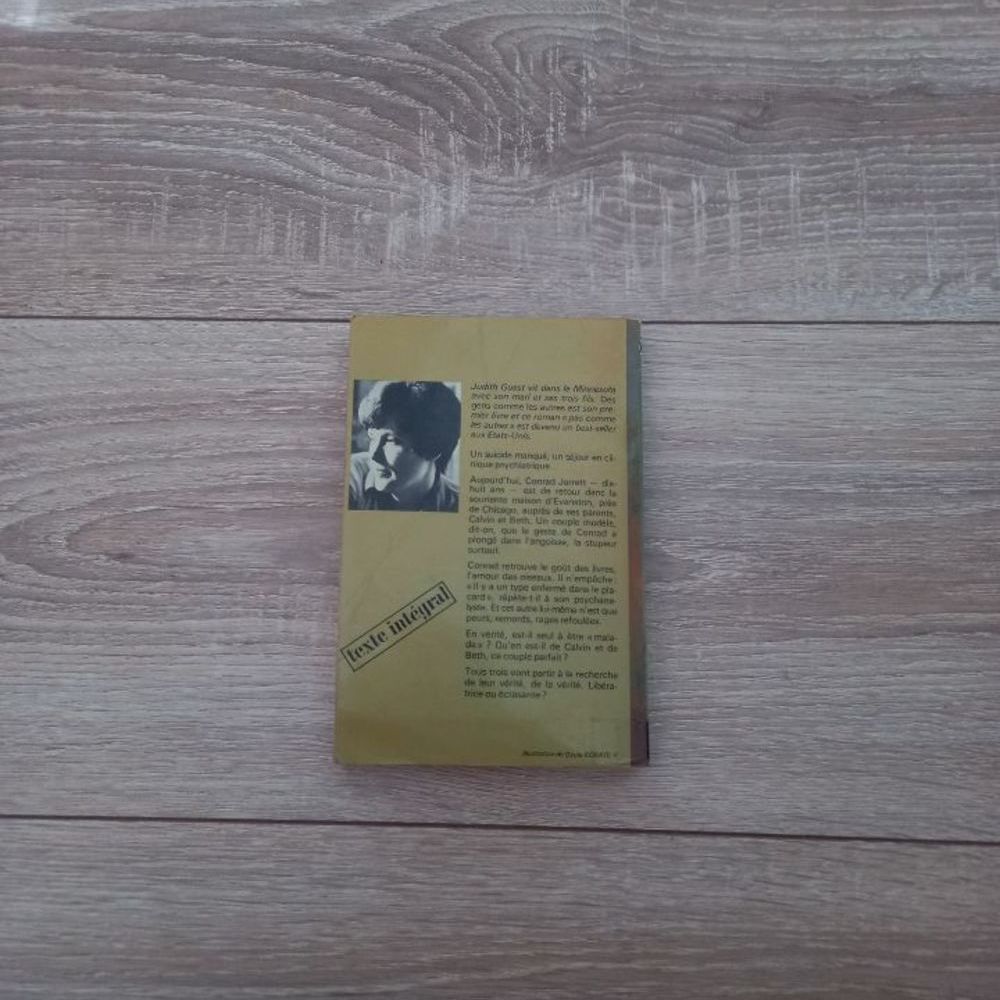 Judith Guest vit dans le Minnesota
avec son mari et ses trois fils. Des
gens comme les autres est son pre-
mier livre et ce roman « pas comme
les autres » est devenu un best-seller
aux Etats-Unis.
Un suicide manqué, un séjour en cli-
nique psychiatrique.
Aujourd'hui, Conrad Jarrett — dix-
huit ans — est de retour dans la
souriante maison d'Evanston, près
de Chicago, auprès de ses parents,
Calvin et Beth. Un couple modèle,
dit-on, que le geste de Conrad a
plongé dans l'angoisse, la stupeur
surtout.
Conrad retrouve le goût des livres,
l'amour des oiseaux. Il n'empêche :
« Il y a un type enfermé dans le pla-
card », répète-t-il à son psychana-
lyste. Et cet autre lui-même n'est que
peurs, remords, rages refoulées.
En vérité, est-il seul à être « mala-
de » ? Qu'en est-il de Calvin et de
Beth, ce couple parfait ?
Tous trois vont partir à la recherche
de leur vérité, de la vérité. Libéra-
trice ou écrasante ?
texte intégral
Illustration de